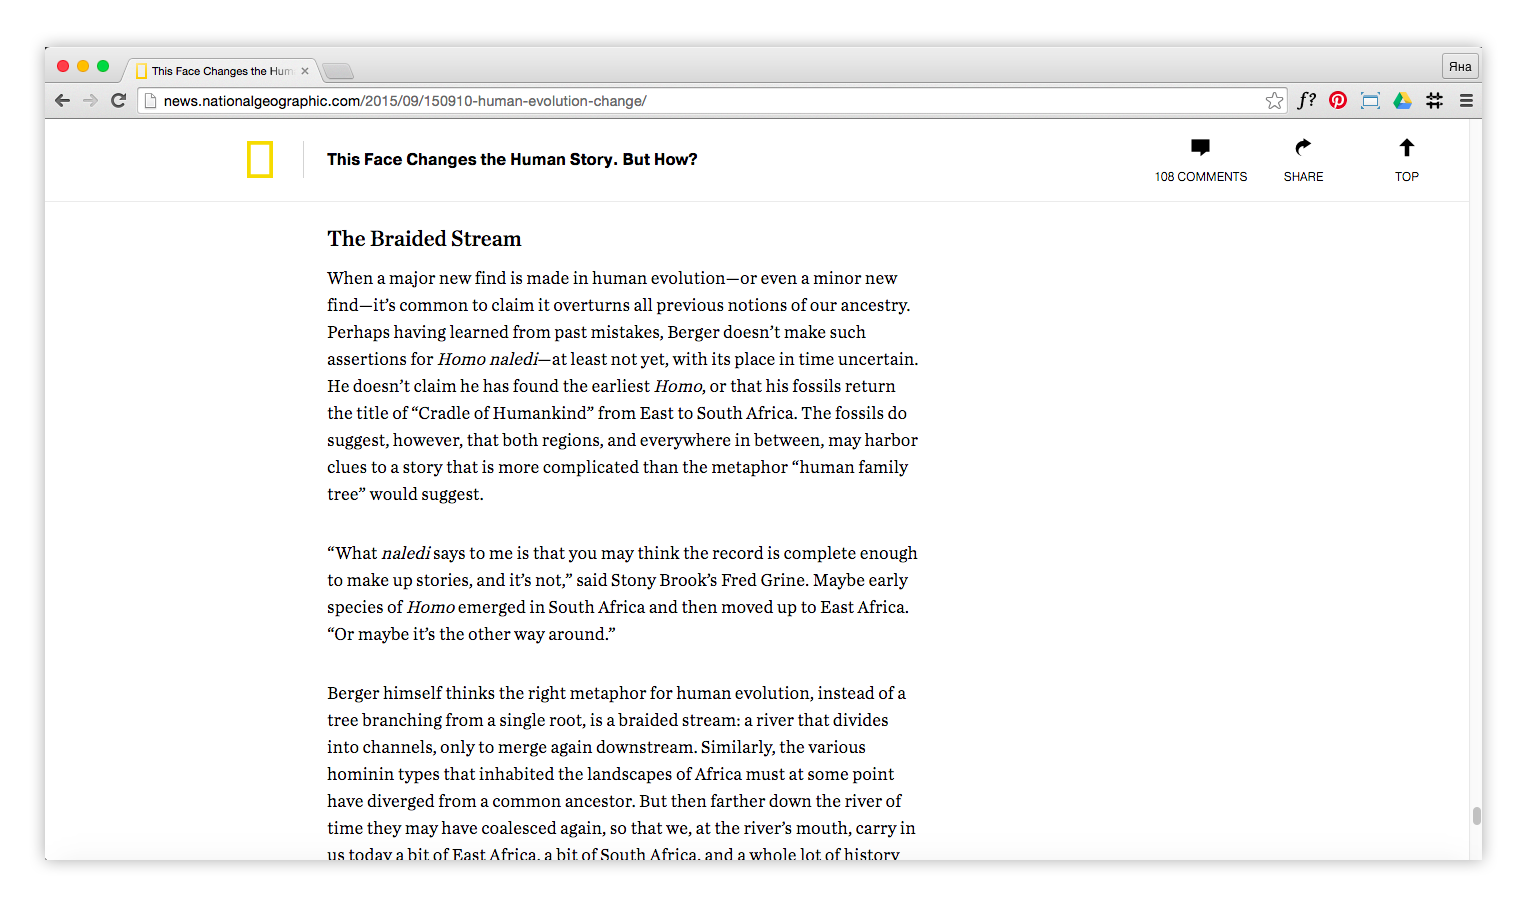 This Face Changes the Hum
Яна
news.nationalgeographic.com/2015/09/150910-human-evolution-change/
f?
This Face Changes the Human Story. But How?
108 COMMENTS
SHARE
TOP
The Braided Stream
When a major new find is made in human evolution—or even a minor new
find—it’s common to claim it overturns all previous notions of our ancestry.
Perhaps having learned from past mistakes, Berger doesn’t make such
assertions for Homo naledi—at least not yet, with its place in time uncertain.
He doesn’t claim he has found the earliest Homo, or that his fossils return
the title of “Cradle of Humankind” from East to South Africa. The fossils do
suggest, however, that both regions, and everywhere in between, may harbor
clues to a story that is more complicated than the metaphor “human family
tree” would suggest.
“What naledi says to me is that you may think the record is complete enough
to make up stories, and it’s not,” said Stony Brook’s Fred Grine. Maybe early
species of Homo emerged in South Africa and then moved up to East Africa.
“Or maybe it’s the other way around.”
Berger himself thinks the right metaphor for human evolution, instead of a
tree branching from a single root, is a braided stream: a river that divides
into channels, only to merge again downstream. Similarly, the various
hominin types that inhabited the landscapes of Africa must at some point
have diverged from a common ancestor. But then farther down the river of
time they may have coalesced again, so that we, at the river’s mouth, carry in
us today a bit of East Africa, a bit of South Africa, and a whole lot of history